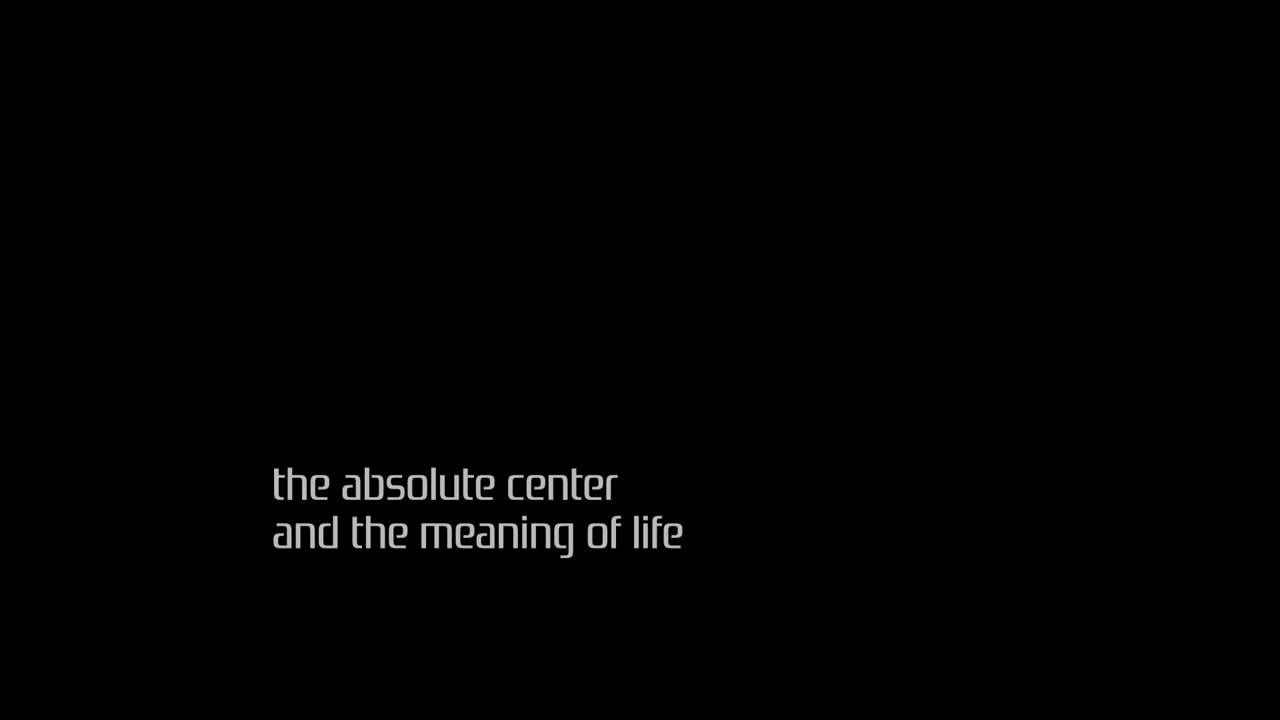 the absolute center
and the meaning of life